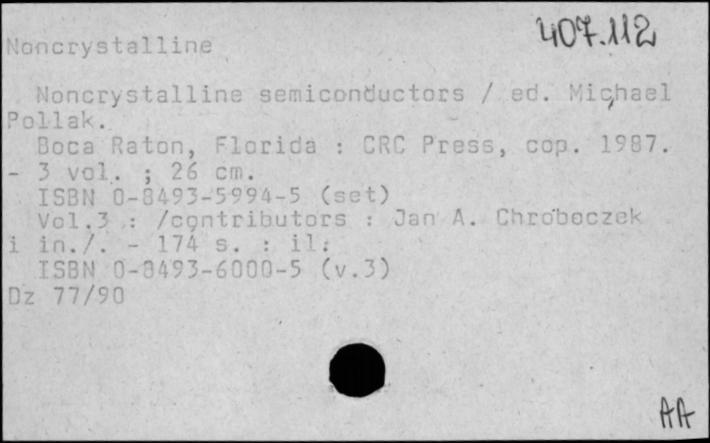 407.112
Noncrystalline
Noncrystalline semiconductors / ed. Michael
Pollak.
Boca Raton, Florida : CRC Press, cop. 1987.
- 3 vol. ; 26 cm.
ISBN 0-8493-5994-5 (set)
Vol.3 : /contributors : Jan A. Chroboczek
i in./. - 174 s. : il.
ISBN 0-8493-6000-5 (v.3)
Dz 77/90
AA